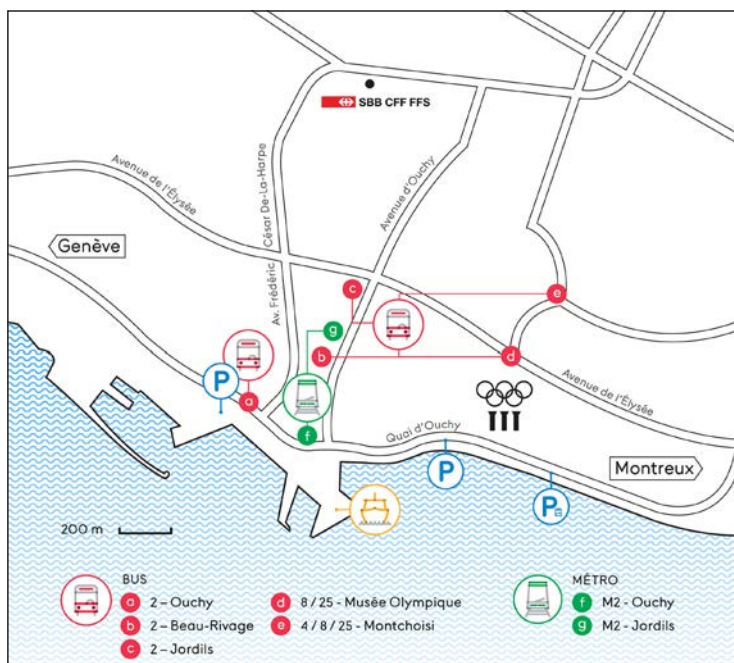 SBB CFF FFS
Avenue de l'Élysée
Av. Frédéric César De-La-Harpe
Avenue d'Ouchy
Genève
c
e
g
b
d
P
a
f
Quai d'Ouchy
Avenue de l'Élysée
P
Montreux
P
200 m
BUS
a 2 – Ouchy
b 2 – Beau-Rivage
c 2 – Jordils
d 8 / 25 - Musée Olympique
e 4 / 8 / 25 - Montchoisi
MÉTRO
f M2 - Ouchy
g M2 - Jordils